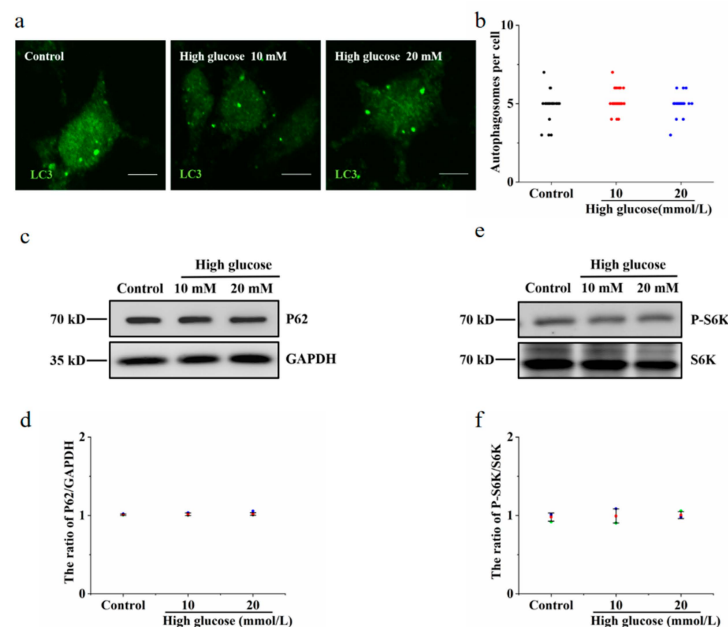 a
Control
High glucose 10 mM
High glucose 20 mM
LC3
LC3
LC3
b
Autophagosomes per cell
10
5
0
Control
10
20
High glucose(mmol/L)
c
High glucose
Control
10 mM
20 mM
70 kD
P62
35 kD
GAPDH
e
High glucose
Control
10 mM
20 mM
70 kD
P-S6K
70 kD
S6K
d
The ratio of P62/GAPDH
2
1
0
Control
10
20
High glucose (mmol/L)
f
The ratio of P-S6K/S6K
2
1
0
Control
10
20
High glucose (mmol/L)